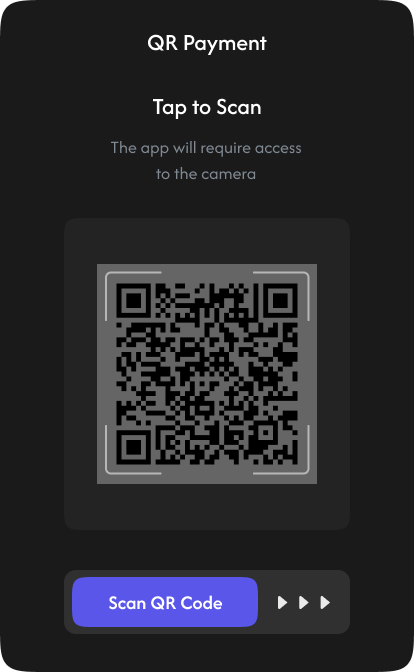 QR Payment
Tap to Scan
The app will require access
to the camera
Scan QR Code